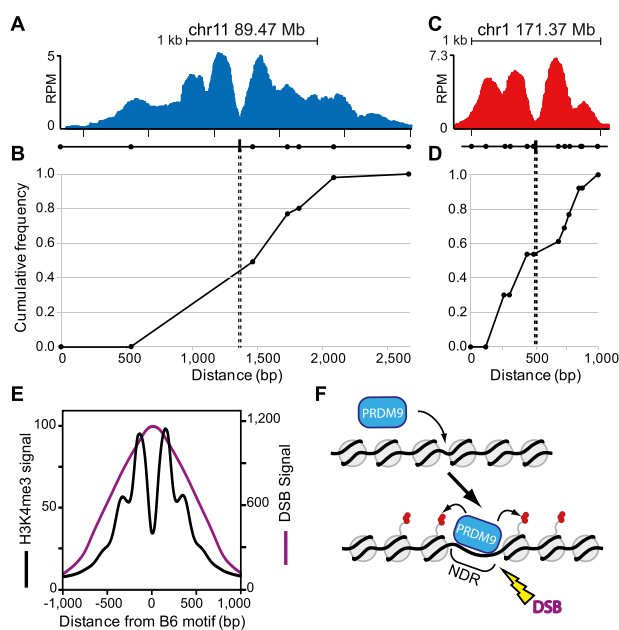 A
chr11 89.47 Mb
1 kb
5
RPM
0
C
chr1 171.37 Mb
1 kb
7.3
RPM
0
B
Cumulative frequency
1.0
0.8
0.6
0.4
0.2
0.0
0
500
1,000
1,500
2,000
2,500
Distance (bp)
D
1.0
0.8
0.6
0.4
0.2
0.0
0
500
1,000
Distance (bp)
E
H3K4me3 signal
100
50
0
1,200
600
0
DSB Signal
-1,000
-500
0
500
1,000
Distance from B6 motif (bp)
F
PRDM9
PRDM9
NDR
DSB